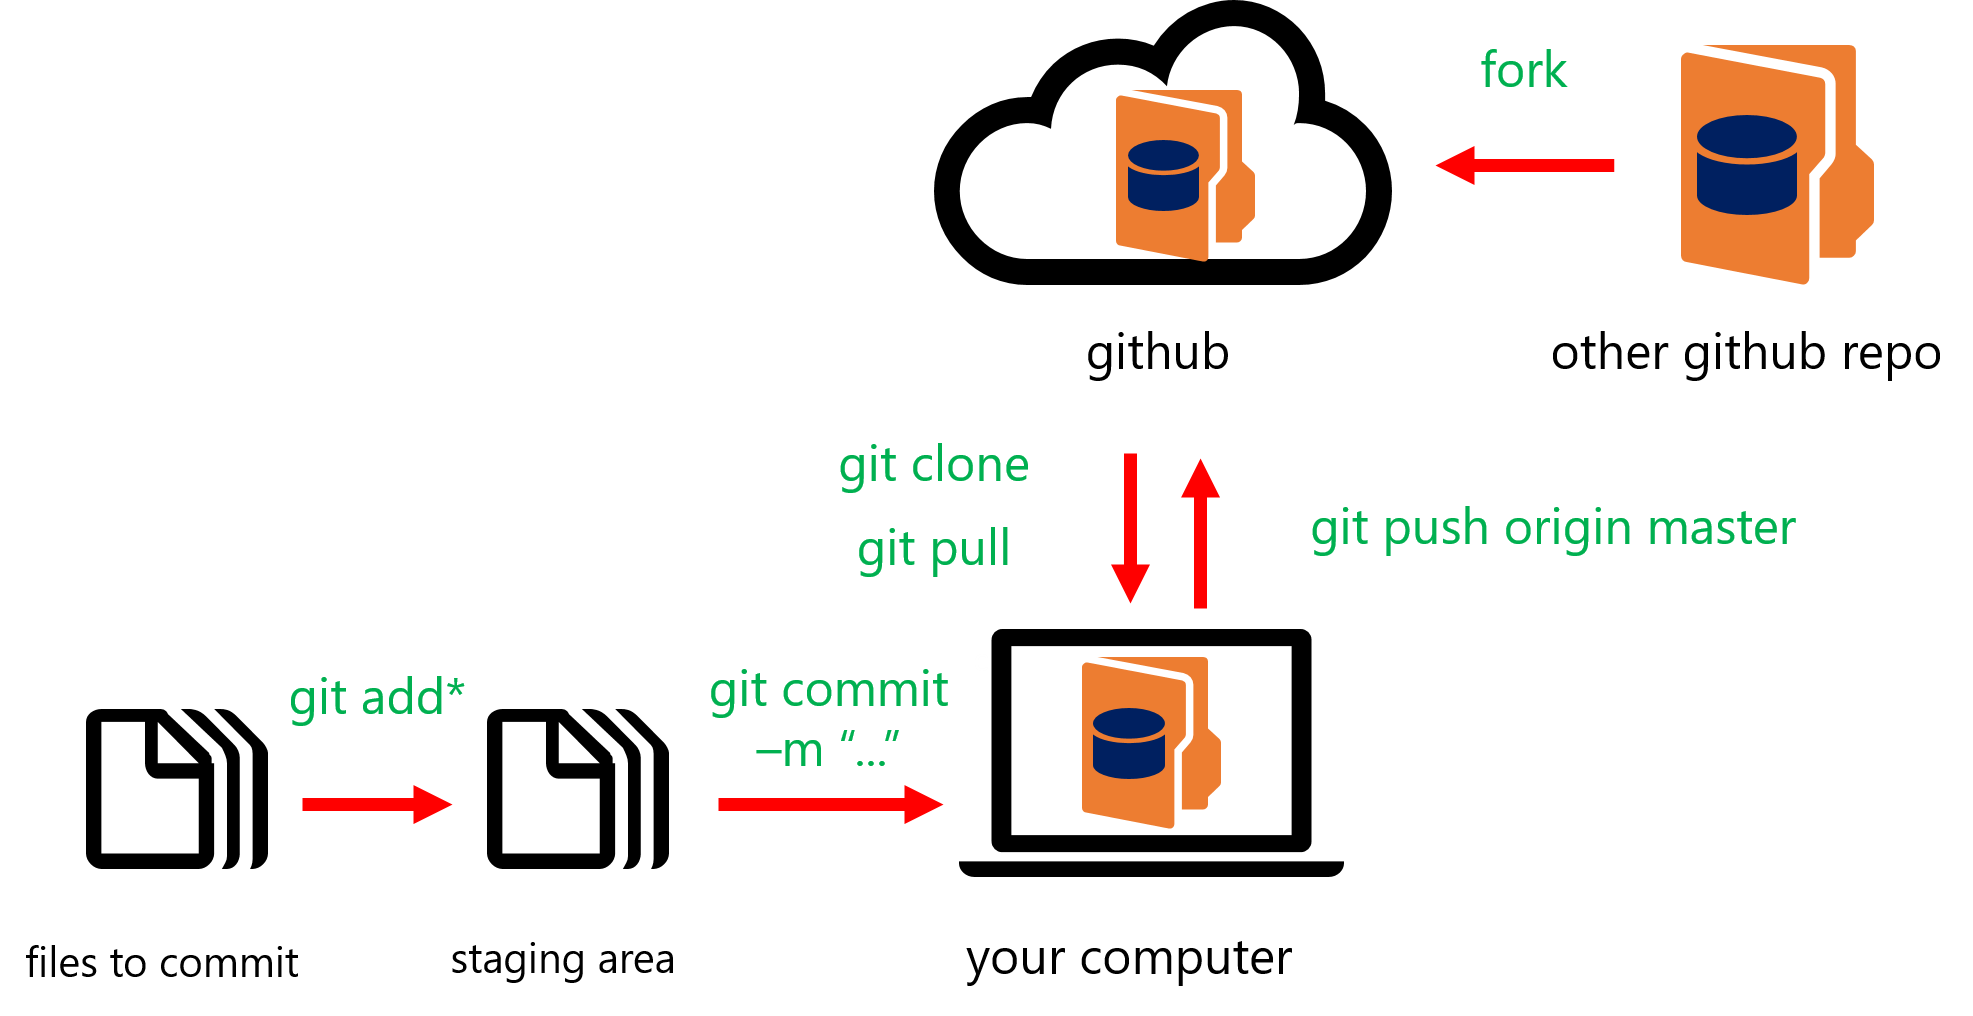 fork
github
other github repo
git clone
git pull
git push origin master
git add*
git commit
–m “...”
files to commit
staging area
your computer